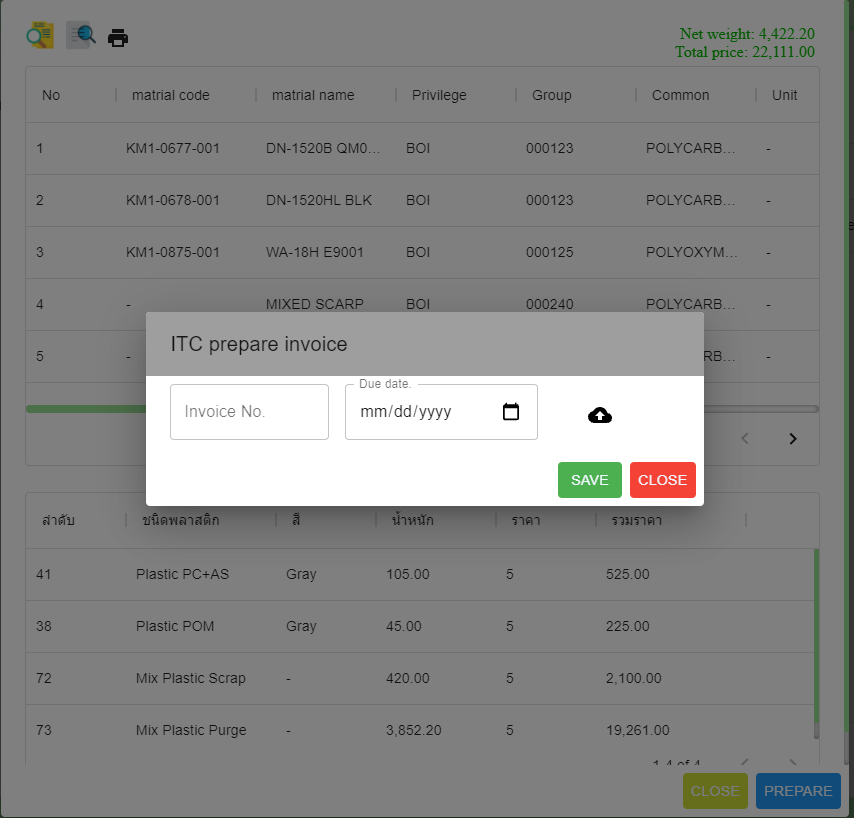 Net weight: 4,422.20
Total price: 22,111.00
No matrial code matrial name Privilege Group Common Unit
1 KM1-0677-001 DN-1520B QM0... BOI 000123 POLYCARB... -
2 KM1-0678-001 DN-1520HL BLK BOI 000123 POLYCARB... -
3 KM1-0875-001 WA-18H E9001 BOI 000125 POLYOXYM... -
4 - MIXED SCARP BOI 000240 POLYCARB... -
5 - -
ITC prepare invoice
Due date.
Invoice No. mm/dd/yyyy
SAVE CLOSE
ลำดับ ชนิดพลาสติก สี น้ำหนัก ราคา รวมราคา
41 Plastic PC+AS Gray 105.00 5 525.00
38 Plastic POM Gray 45.00 5 225.00
72 Mix Plastic Scrap - 420.00 5 2,100.00
73 Mix Plastic Purge - 3,852.20 5 19,261.00
1-4 of 4
CLOSE PREPARE